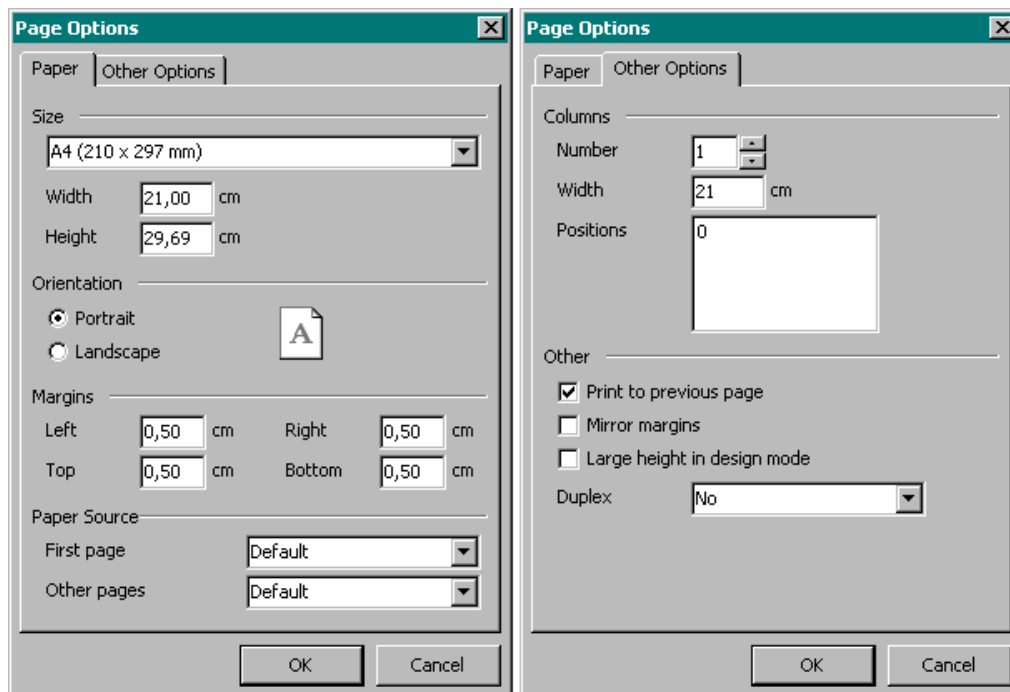 Page Options
Paper Other Options
Size
A4 (210 x 297 mm)
Width 21,00 cm
Height 29,69 cm
Orientation
Portrait
A
Landscape
Margins
Left 0,50 cm Right 0,50 cm
Top 0,50 cm Bottom 0,50 cm
Paper Source
First page Default
Other pages Default
OK Cancel
Page Options
Paper Other Options
Columns
Number 1
Width 21 cm
Positions 0
Other
Print to previous page
Mirror margins
Large height in design mode
Duplex No
OK Cancel